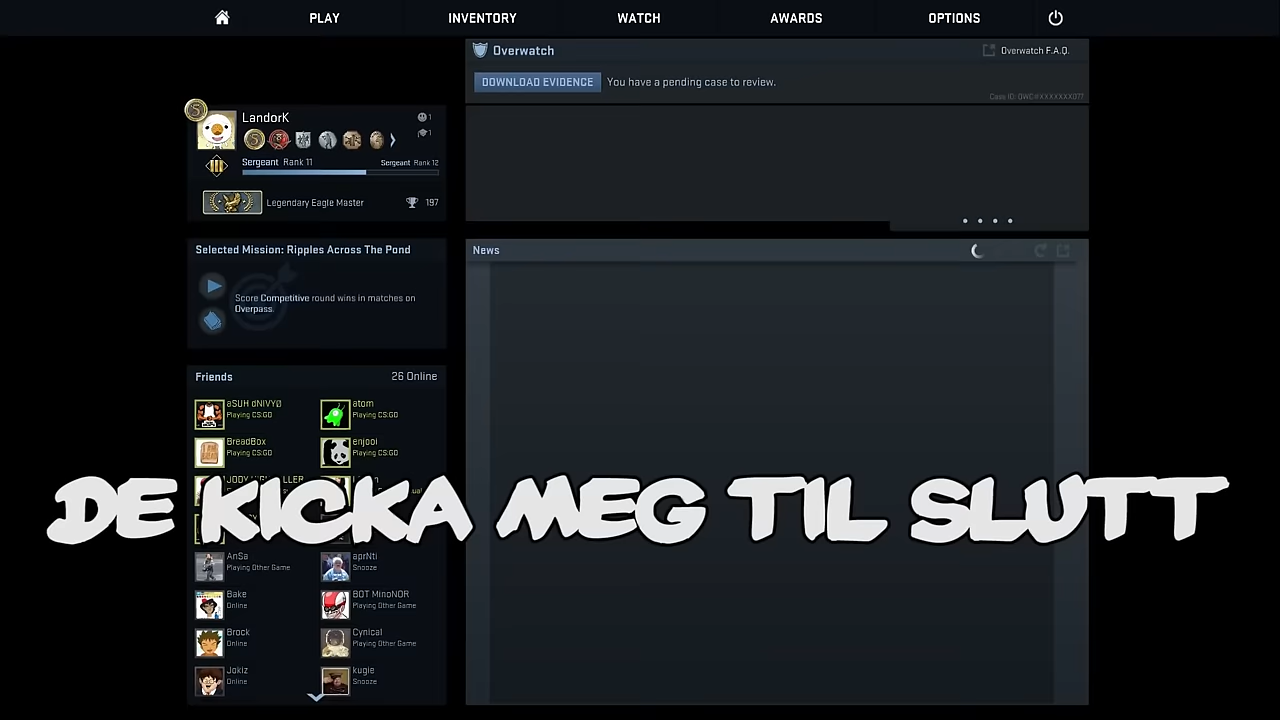 PLAY
INVENTORY
WATCH
AWARDS
OPTIONS
Overwatch
Overwatch F.A.Q.
DOWNLOAD EVIDENCE
You have a pending case to review.
LandorK
1
1
Sergeant Rank 11
Sergeant Rank 12
Legendary Eagle Master
197
Selected Mission: Ripples Across The Pond
Score Competitive round wins in matches on
Overpass.
News
Friends
26 Online
aSUH dNIVYØ
Playing CS:GO
atom
Playing CS:GO
BreadBox
Playing CS:GO
enjooi
Playing CS:GO
DE KICKA MEG TIL SLUTT
AnSa
Playing Other Game
aprNti
Snooze
Bake
Online
BOT MinoNOR
Playing Other Game
Brock
Online
Cynical
Playing Other Game
Jokiz
Online
kugie
Snooze